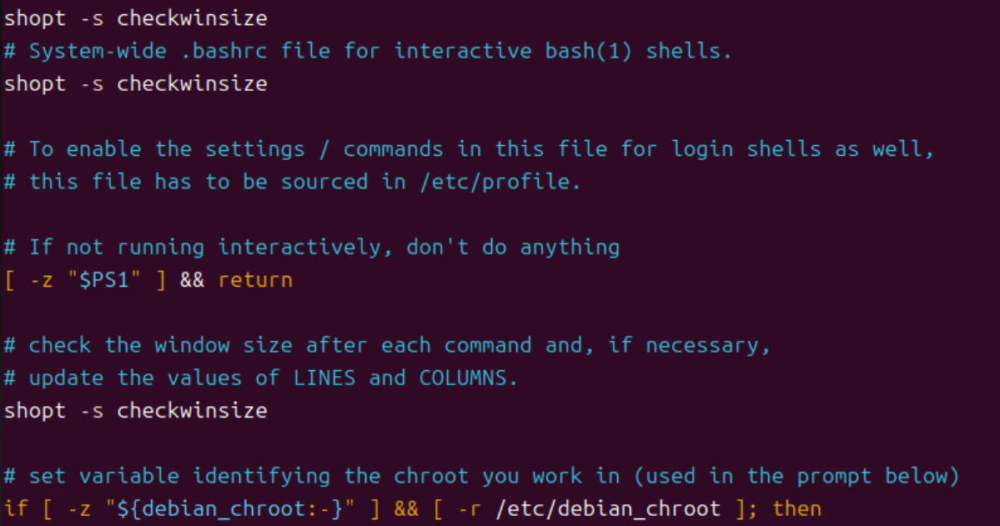 shopt -s checkwinsize
# System-wide .bashrc file for interactive bash(1) shells.
shopt -s checkwinsize
# To enable the settings / commands in this file for login shells as well,
# this file has to be sourced in /etc/profile.
# If not running interactively, don't do anything
[ -z "$PS1" ] && return
# check the window size after each command and, if necessary,
# update the values of LINES and COLUMNS.
shopt -s checkwinsize
# set variable identifying the chroot you work in (used in the prompt below)
if [ -z "${debian_chroot:-}" ] && [ -r /etc/debian_chroot ]; then